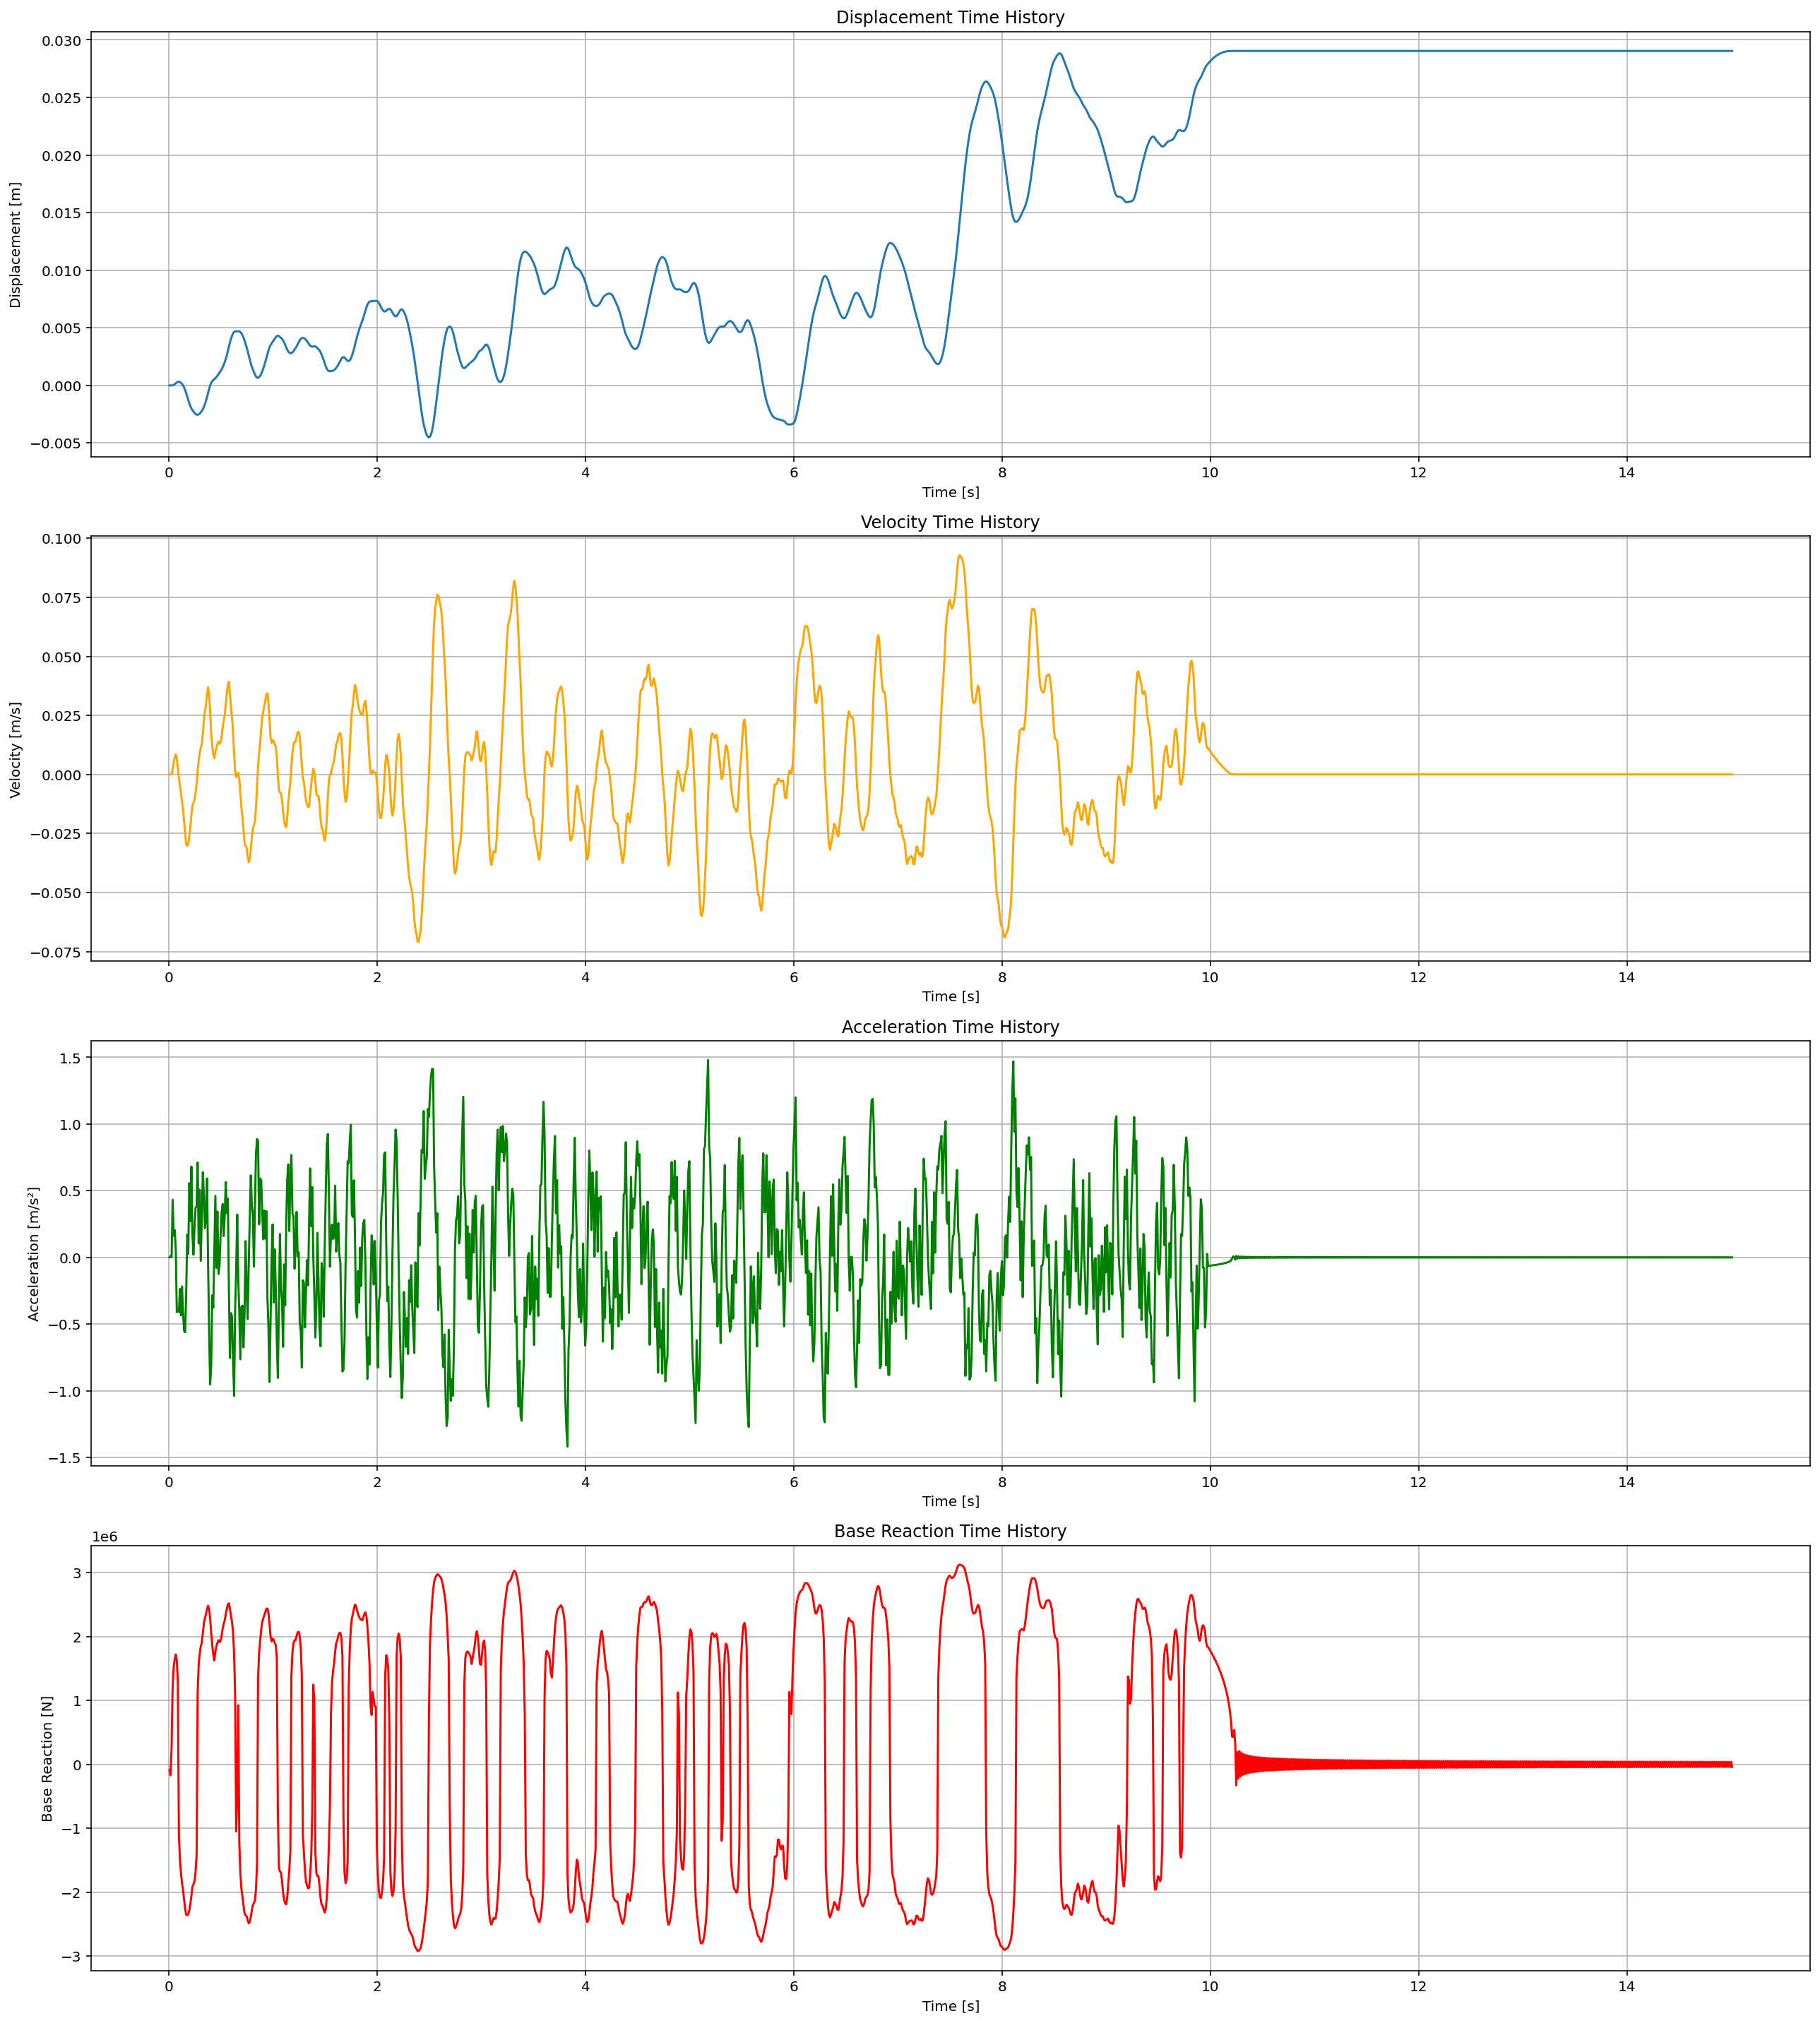 Displacement Time History
0.030
0.025
0.020
0.015
0.010
0.005
0.000
−0.005
Displacement [m]
0 2 4 6 8 10 12 14
Time [s]
Velocity Time History
0.100
0.075
0.050
0.025
0.000
−0.025
−0.050
−0.075
Velocity [m/s]
0 2 4 6 8 10 12 14
Time [s]
Acceleration Time History
1.5
1.0
0.5
0.0
−0.5
−1.0
−1.5
Acceleration [m/s²]
0 2 4 6 8 10 12 14
Time [s]
Base Reaction Time History
1e6
3
2
1
0
−1
−2
−3
Base Reaction [N]
0 2 4 6 8 10 12 14
Time [s]